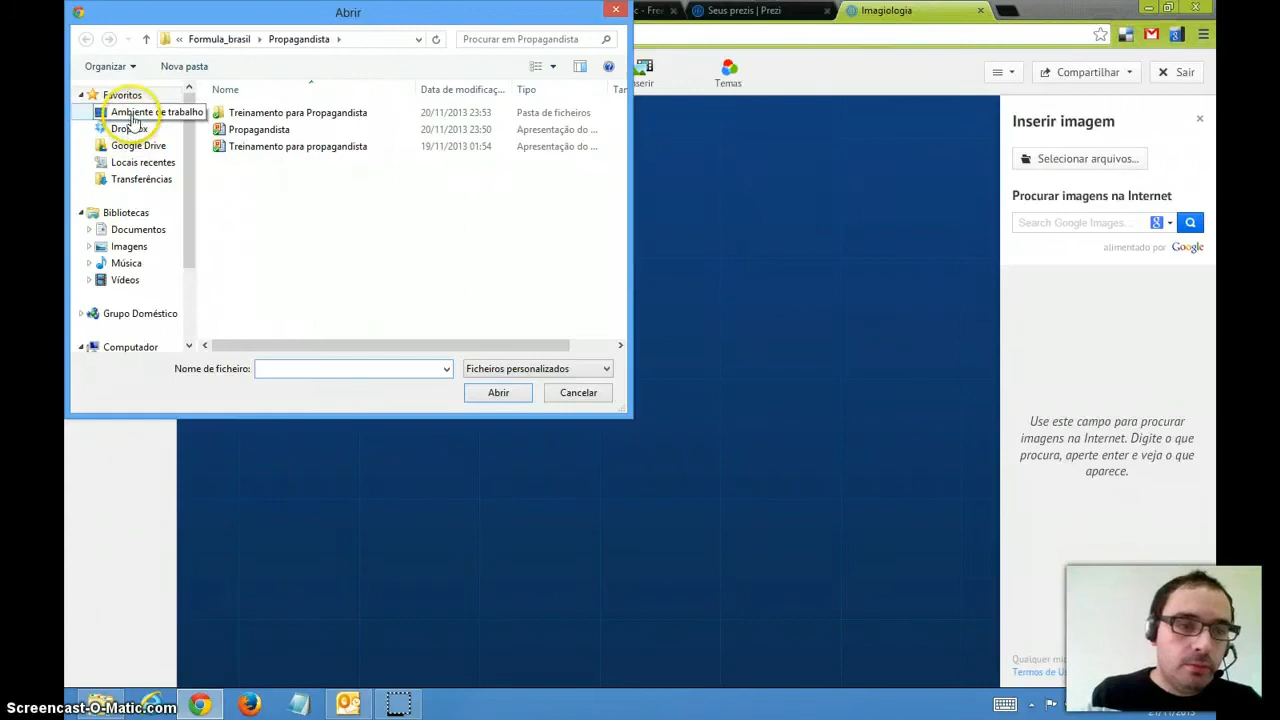 Abrir
Seus prezis | Prezi
Imagiologia
Formula_brasil
Propagandista
Procurar em Propagandista
Organizar
Nova pasta
serir
Temas
Compartilhar
Sair
Favoritos
Ambiente de trabalho
Google Drive
Locais recentes
Transferências
Bibliotecas
Documentos
Imagens
Música
Vídeos
Grupo Doméstico
Computador
Nome
Data de modificaç...
Tipo
Tar
Treinamento para Propagandista
20/11/2013 23:53
Pasta de ficheiros
Propagandista
20/11/2013 23:50
Apresentação do ...
Treinamento para propagandista
19/11/2013 01:54
Apresentação do ...
Nome de ficheiro:
Ficheiros personalizados
Abrir
Cancelar
Inserir imagem
Selecionar arquivos...
Procurar imagens na Internet
Search Google Images...
alimentado por Google
Use este campo para procurar
imagens na Internet. Digite o que
procura, aperte enter e veja o que
aparece.
Termos de
Screencast-O-Matic.com